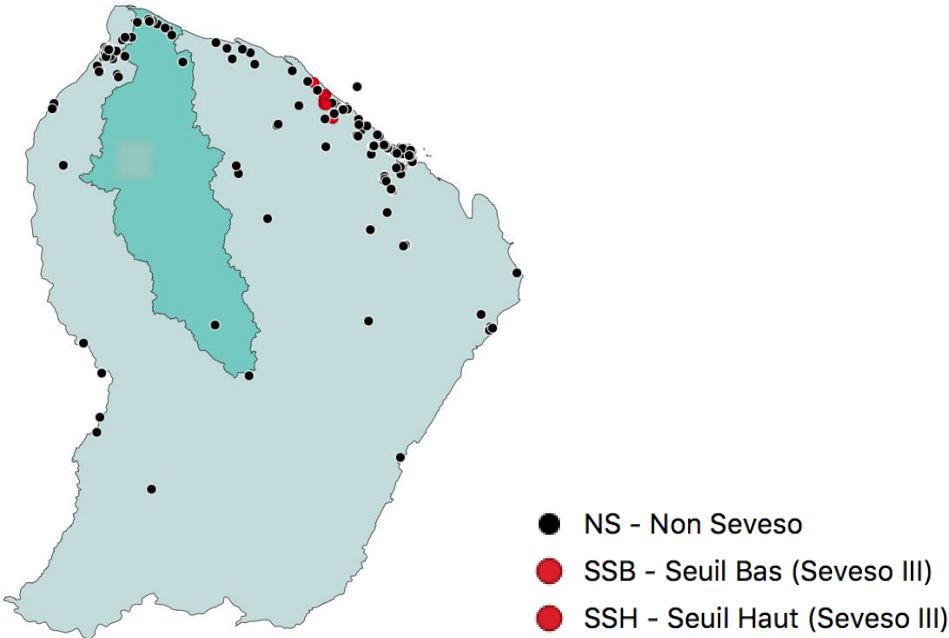 NS - Non Seveso
SSB - Seuil Bas (Seveso III)
SSH - Seuil Haut (Seveso III)